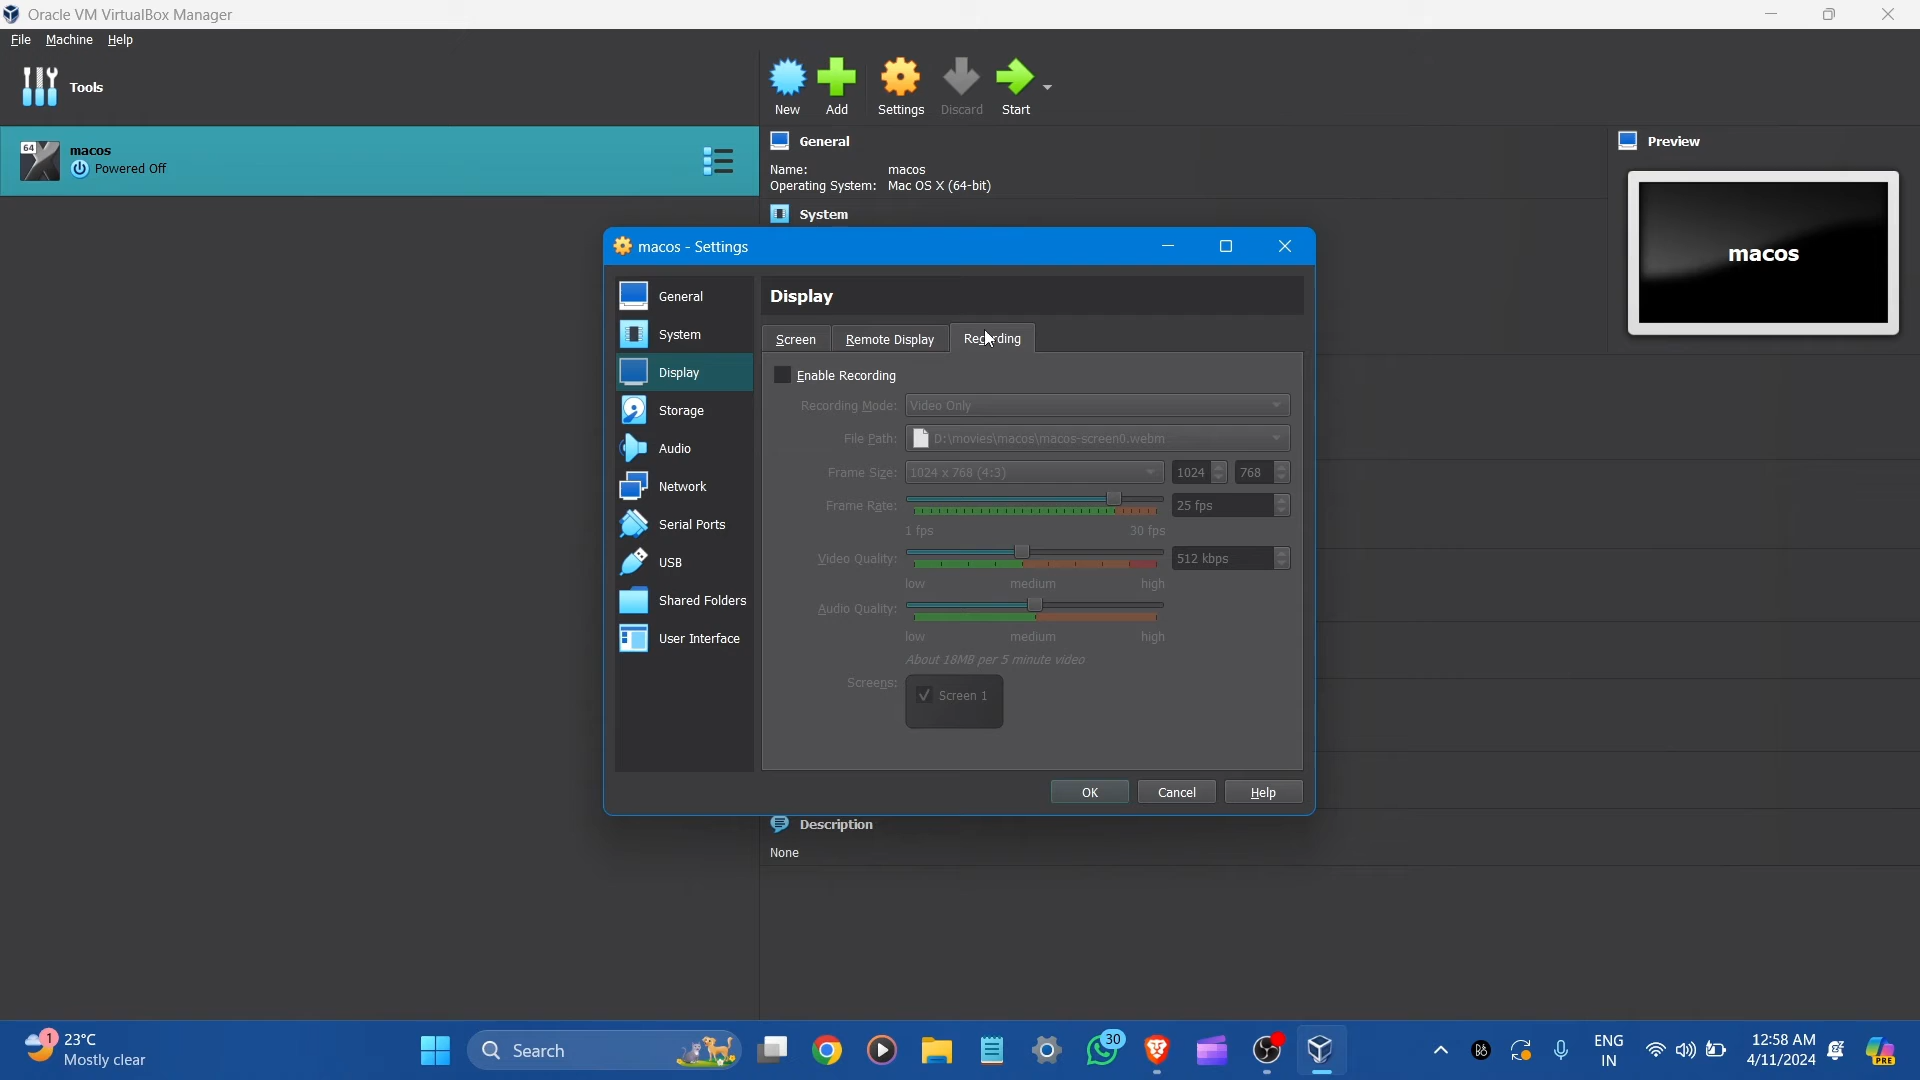 Oracle VM VirtualBox Manager
File Machine Help
Tools
New Add Settings Discard Start
64 macos
Powered Off
General
Name: macos
Operating System: Mac OS X (64-bit)
System
Preview
macos
macos - Settings
General
System
Display
Storage
Audio
Network
Serial Ports
USB
Shared Folders
User Interface
Display
Screen Remote Display Recording
Enable Recording
Recording Mode: Video Only
File Path: D:\movies\macos\macos-screen0.webm
Frame Size: 1024 x 768 (4:3) 1024 768
Frame Rate: 25 fps
1 fps 30 fps
Video Quality: 512 kbps
low medium high
Audio Quality:
low medium high
About 18MB per 5 minute video
Screens: Screen 1
OK Cancel Help
Description
None
1 23°C
Mostly clear
Search
30
ENG
IN
12:58 AM
4/11/2024
PRE